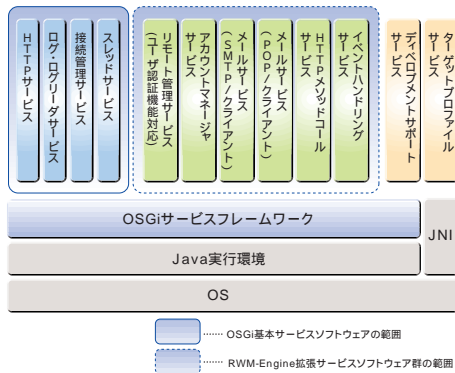 HTTPサービス
ログ・ログリーダサービス
接続管理サービス
スレッドサービス
リモート管理サービス
（ユーザ認証機能対応）
アカウントマネージャ
サービス
メールサービス
（SMTP/クライアント）
メールサービス
（POP/クライアント）
HTTPメソッドコール
サービス
イベントハンドリング
サービス
ディベロプメントサポート
サービス
ターゲットプロファイル
サービス
OSGiサービスフレームワーク
JNI
Java実行環境
OS
…… OSGi基本サービスソフトウェアの範囲
…… RWM-Engine拡張サービスソフトウェア群の範囲